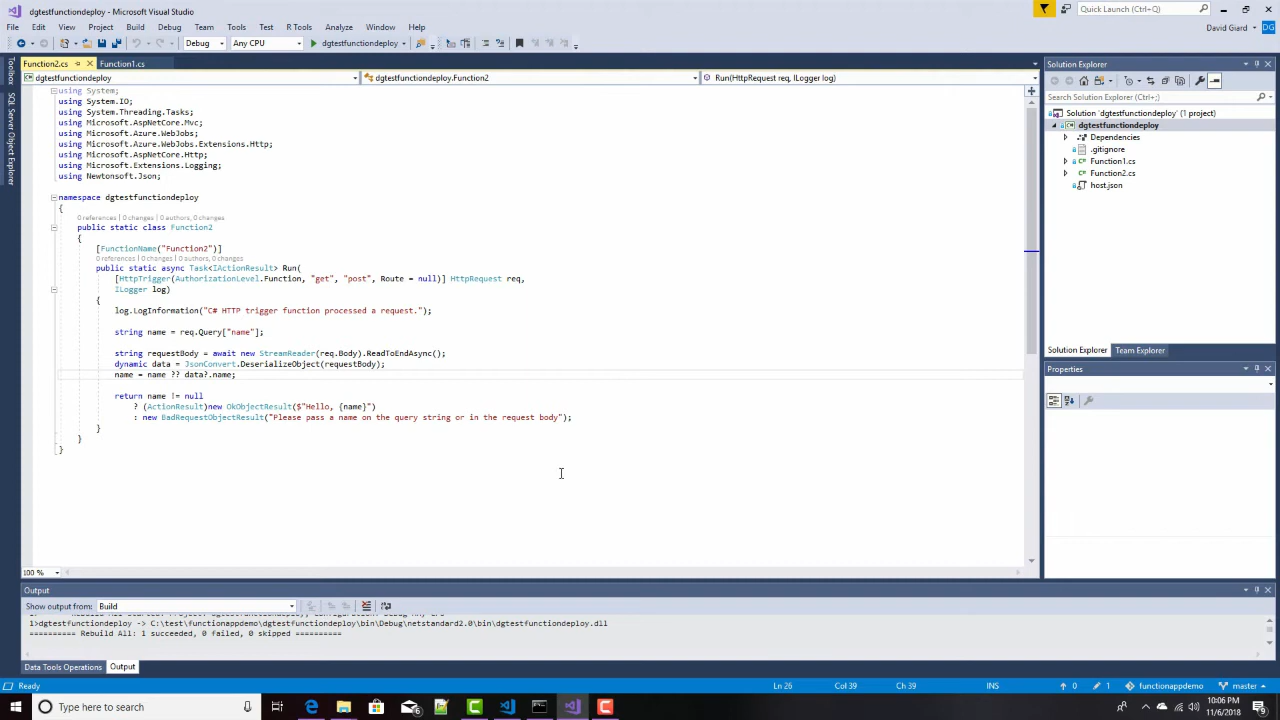 dgtestfunctiondeploy - Microsoft Visual Studio
Quick Launch (Ctrl+Q)
File Edit View Project Build Debug Team Tools Test R Tools Analyze Window Help
David Giard DG
Debug Any CPU dgtestfunctiondeploy
Function2.cs Function1.cs
Toolbox
SQL Server Object Explorer
dgtestfunctiondeploy dgtestfunctiondeploy.Function2 Run(HttpRequest req, ILogger log)
using System;
using System.IO;
using System.Threading.Tasks;
using Microsoft.AspNetCore.Mvc;
using Microsoft.Azure.WebJobs;
using Microsoft.Azure.WebJobs.Extensions.Http;
using Microsoft.AspNetCore.Http;
using Microsoft.Extensions.Logging;
using Newtonsoft.Json;
namespace dgtestfunctiondeploy
{
0 references | 0 changes | 0 authors, 0 changes
public static class Function2
{
[FunctionName("Function2")]
0 references | 0 changes | 0 authors, 0 changes
public static async Task<IActionResult> Run(
[HttpTrigger(AuthorizationLevel.Function, "get", "post", Route = null)] HttpRequest req,
ILogger log)
{
log.LogInformation("C# HTTP trigger function processed a request.");
string name = req.Query["name"];
string requestBody = await new StreamReader(req.Body).ReadToEndAsync();
dynamic data = JsonConvert.DeserializeObject(requestBody);
name = name ?? data?.name;
return name != null
? (ActionResult)new OkObjectResult($"Hello, {name}")
: new BadRequestObjectResult("Please pass a name on the query string or in the request body");
}
}
}
100 %
Solution Explorer
Search Solution Explorer (Ctrl+;)
Solution 'dgtestfunctiondeploy' (1 project)
dgtestfunctiondeploy
Dependencies
.gitignore
Function1.cs
Function2.cs
host.json
Solution Explorer Team Explorer
Properties
Output
Show output from: Build
1>dgtestfunctiondeploy -> C:\test\functionappdemo\dgtestfunctiondeploy\bin\Debug\netstandard2.0\bin\dgtestfunctiondeploy.dll
========== Rebuild All: 1 succeeded, 0 failed, 0 skipped ==========
Data Tools Operations Output
Ready Ln 26 Col 39 Ch 39 INS 0 1 functionappdemo master
Type here to search
10:06 PM
11/6/2018